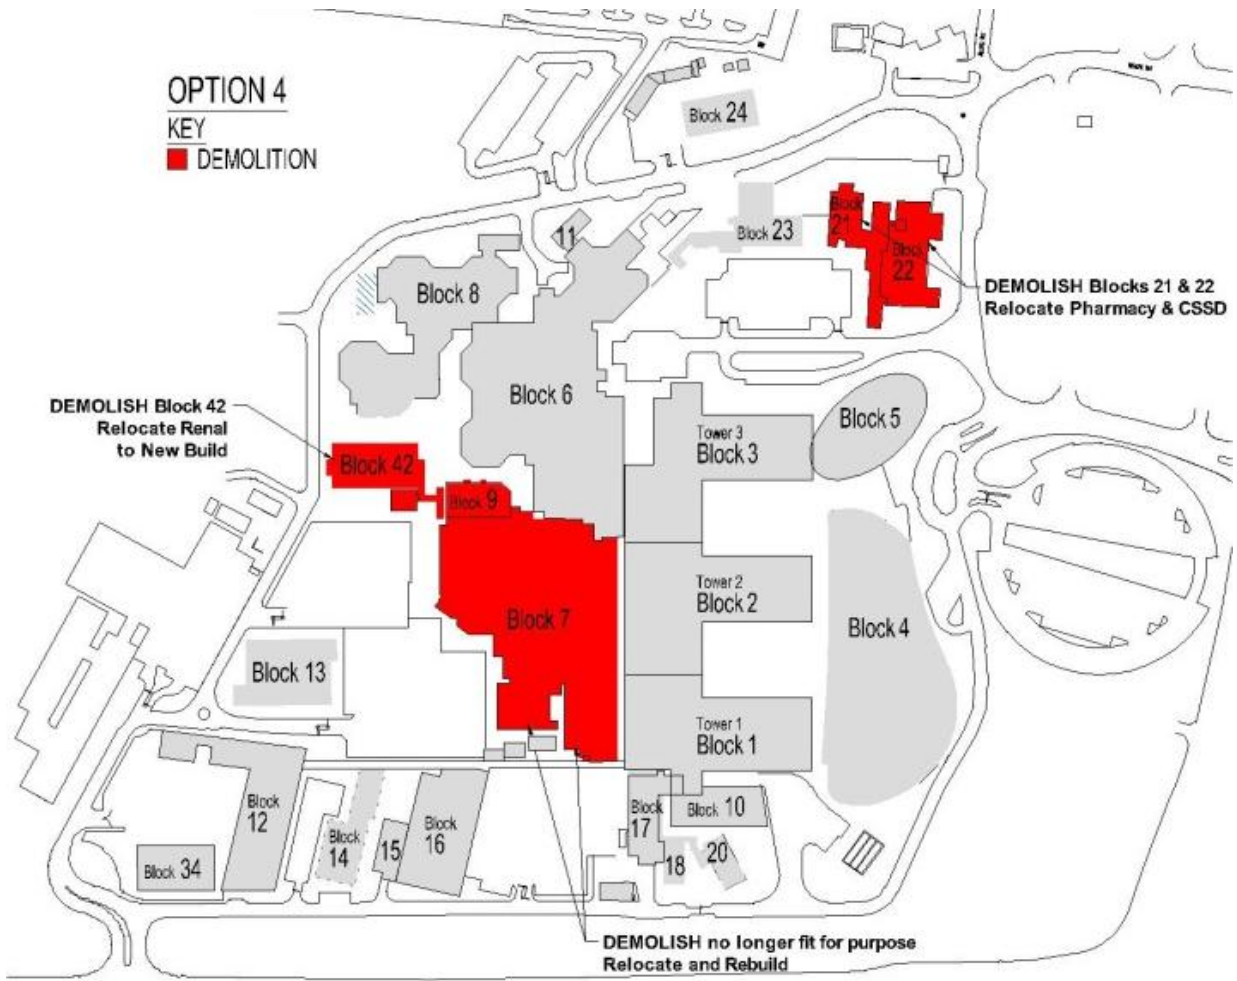 OPTION 4
KEY
DEMOLITION
Block 24
11
Block 23
Block
21
Block
22
DEMOLISH Blocks 21 & 22
Relocate Pharmacy & CSSD
Block 8
Block 6
DEMOLISH Block 42
Relocate Renal
to New Build
Block 42
Block 9
Tower 3
Block 3
Block 5
Block 7
Tower 2
Block 2
Block 4
Block 13
Tower 1
Block 1
Block
12
Block 34
Block
14
15
Block
16
Block
17
Block 10
18
20
DEMOLISH no longer fit for purpose
Relocate and Rebuild